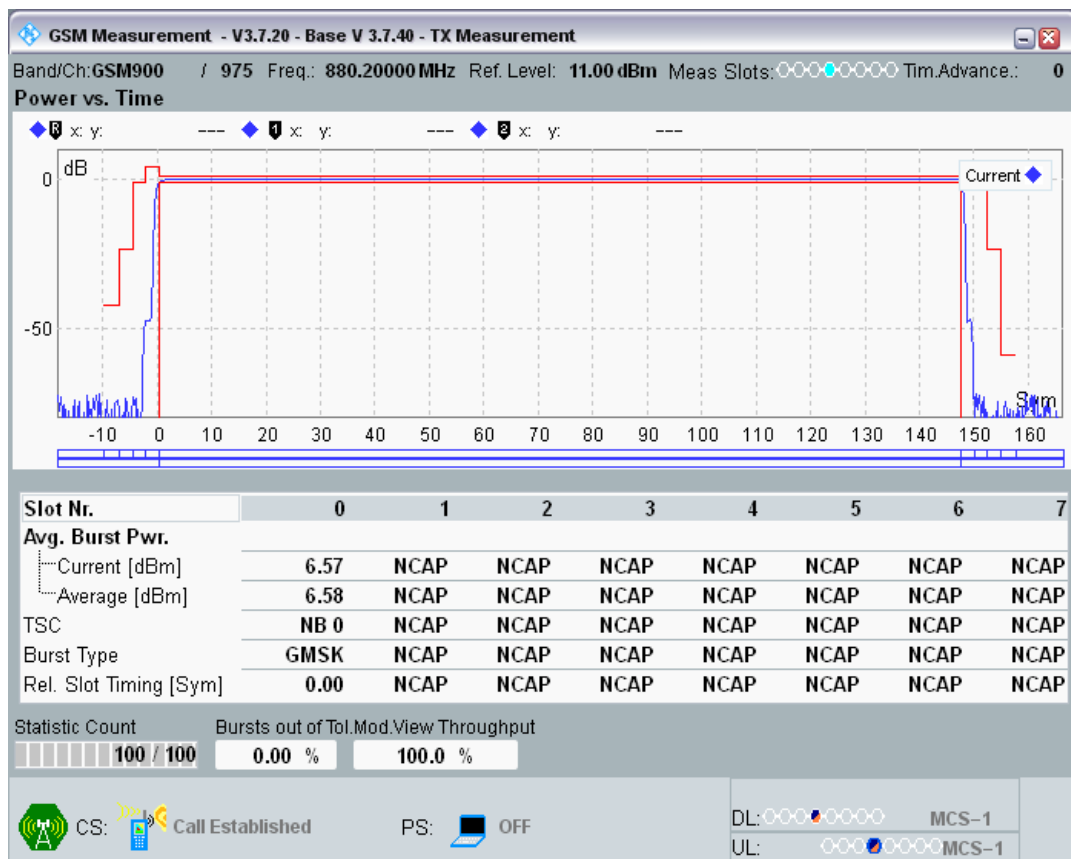 GSM Measurement - V3.7.20 - Base V 3.7.40 - TX Measurement
Band/Ch:GSM900 / 975 Freq.: 880.20000 MHz Ref. Level: 11.00 dBm Meas Slots: Tim.Advance.: 0
Power vs. Time
R x: y: --- 1 x: y: --- 2 x: y: ---
dB
Current
0
-50
Sym
-10 0 10 20 30 40 50 60 70 80 90 100 110 120 130 140 150 160
Slot Nr. 0 1 2 3 4 5 6 7
Avg. Burst Pwr.
Current [dBm] 6.57 NCAP NCAP NCAP NCAP NCAP NCAP NCAP
Average [dBm] 6.58 NCAP NCAP NCAP NCAP NCAP NCAP NCAP
TSC NB 0 NCAP NCAP NCAP NCAP NCAP NCAP NCAP
Burst Type GMSK NCAP NCAP NCAP NCAP NCAP NCAP NCAP
Rel. Slot Timing [Sym] 0.00 NCAP NCAP NCAP NCAP NCAP NCAP NCAP
Statistic Count Bursts out of Tol. Mod.View Throughput
100 / 100 0.00 % 100.0 %
CS: Call Established PS: OFF DL: MCS-1
UL: MCS-1